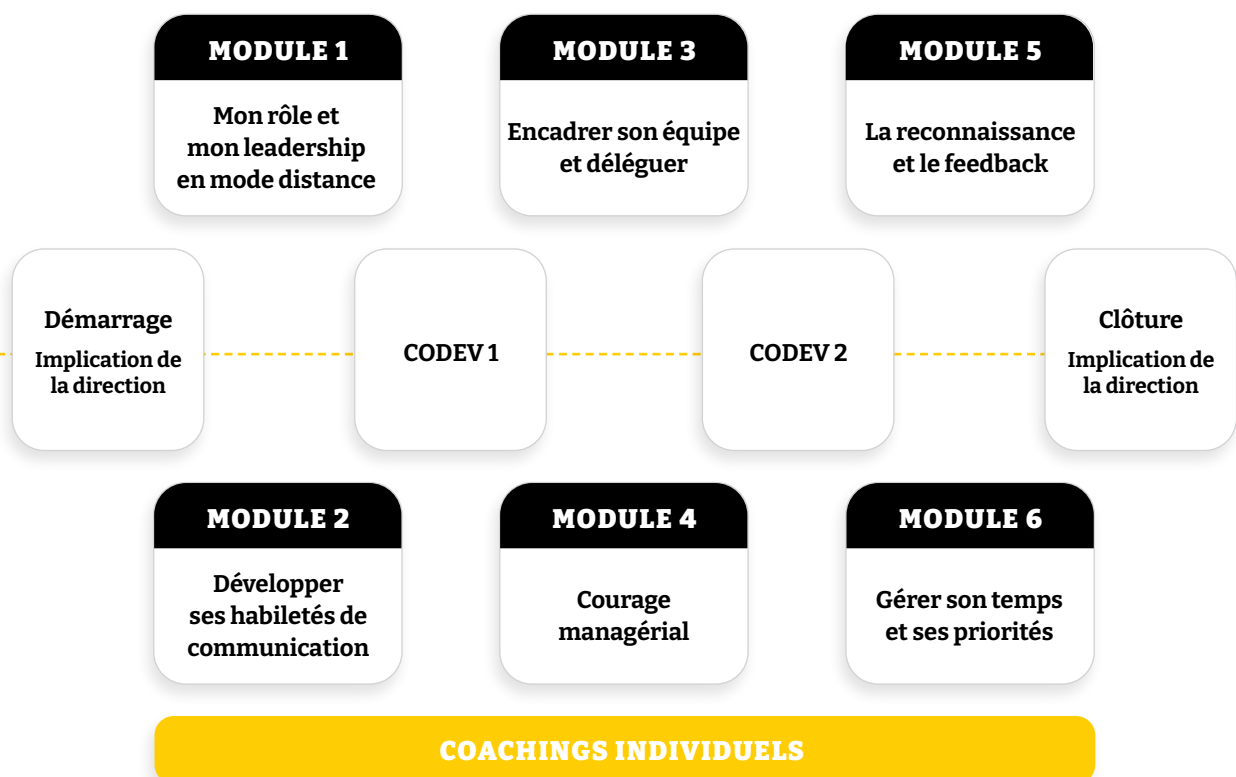 MODULE 1
Mon rôle et
mon leadership
en mode distance
MODULE 3
Encadrer son équipe
et déléguer
MODULE 5
La reconnaissance
et le feedback
Démarrage
Implication de
la direction
CODEV 1
CODEV 2
Clôture
Implication de
la direction
MODULE 2
Développer
ses habiletés de
communication
MODULE 4
Courage
managérial
MODULE 6
Gérer son temps
et ses priorités
COACHINGS INDIVIDUELS